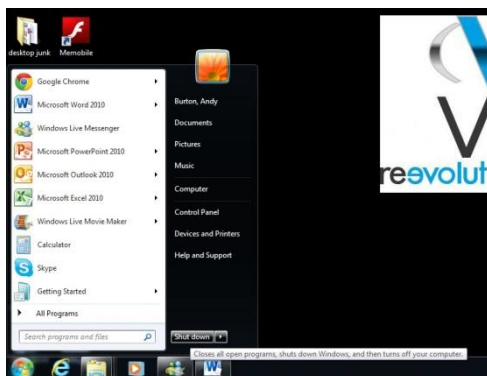 desktop junk
Memobile
Google Chrome
Microsoft Word 2010
Windows Live Messenger
Microsoft PowerPoint 2010
Microsoft Outlook 2010
Microsoft Excel 2010
Windows Live Movie Maker
Calculator
Skype
Getting Started
All Programs
Search programs and files
Burton, Andy
Documents
Pictures
Music
Computer
Control Panel
Devices and Printers
Help and Support
Shut down
Closes all open programs, shuts down Windows, and then turns off your computer.
V
reevolut